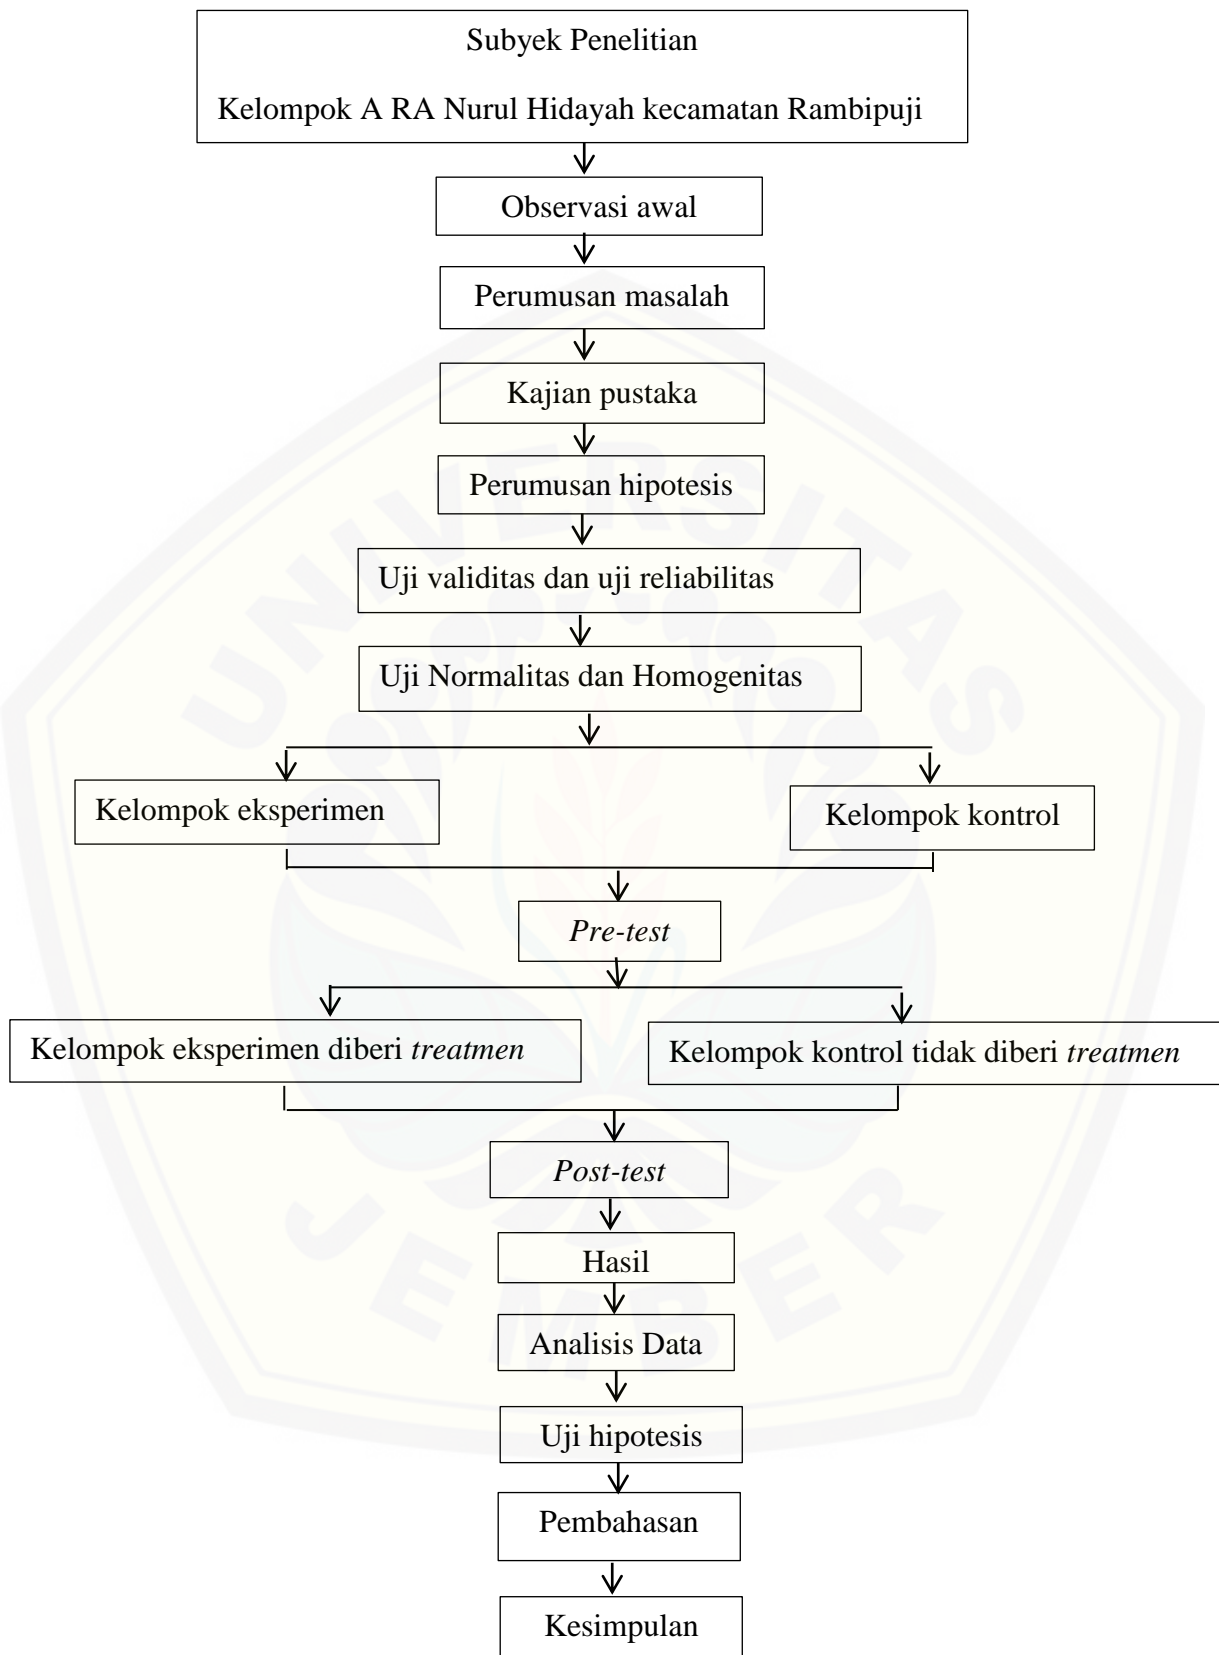 Subyek Penelitian
Kelompok A RA Nurul Hidayah kecamatan Rambipuji
Observasi awal
Perumusan masalah
Kajian pustaka
Perumusan hipotesis
Uji validitas dan uji reliabilitas
Uji Normalitas dan Homogenitas
Kelompok eksperimen
Kelompok kontrol
Pre-test
Kelompok eksperimen diberi treatmen
Kelompok kontrol tidak diberi treatmen
Post-test
Hasil
Analisis Data
Uji hipotesis
Pembahasan
Kesimpulan
UNIVERSITAS
JEMBER